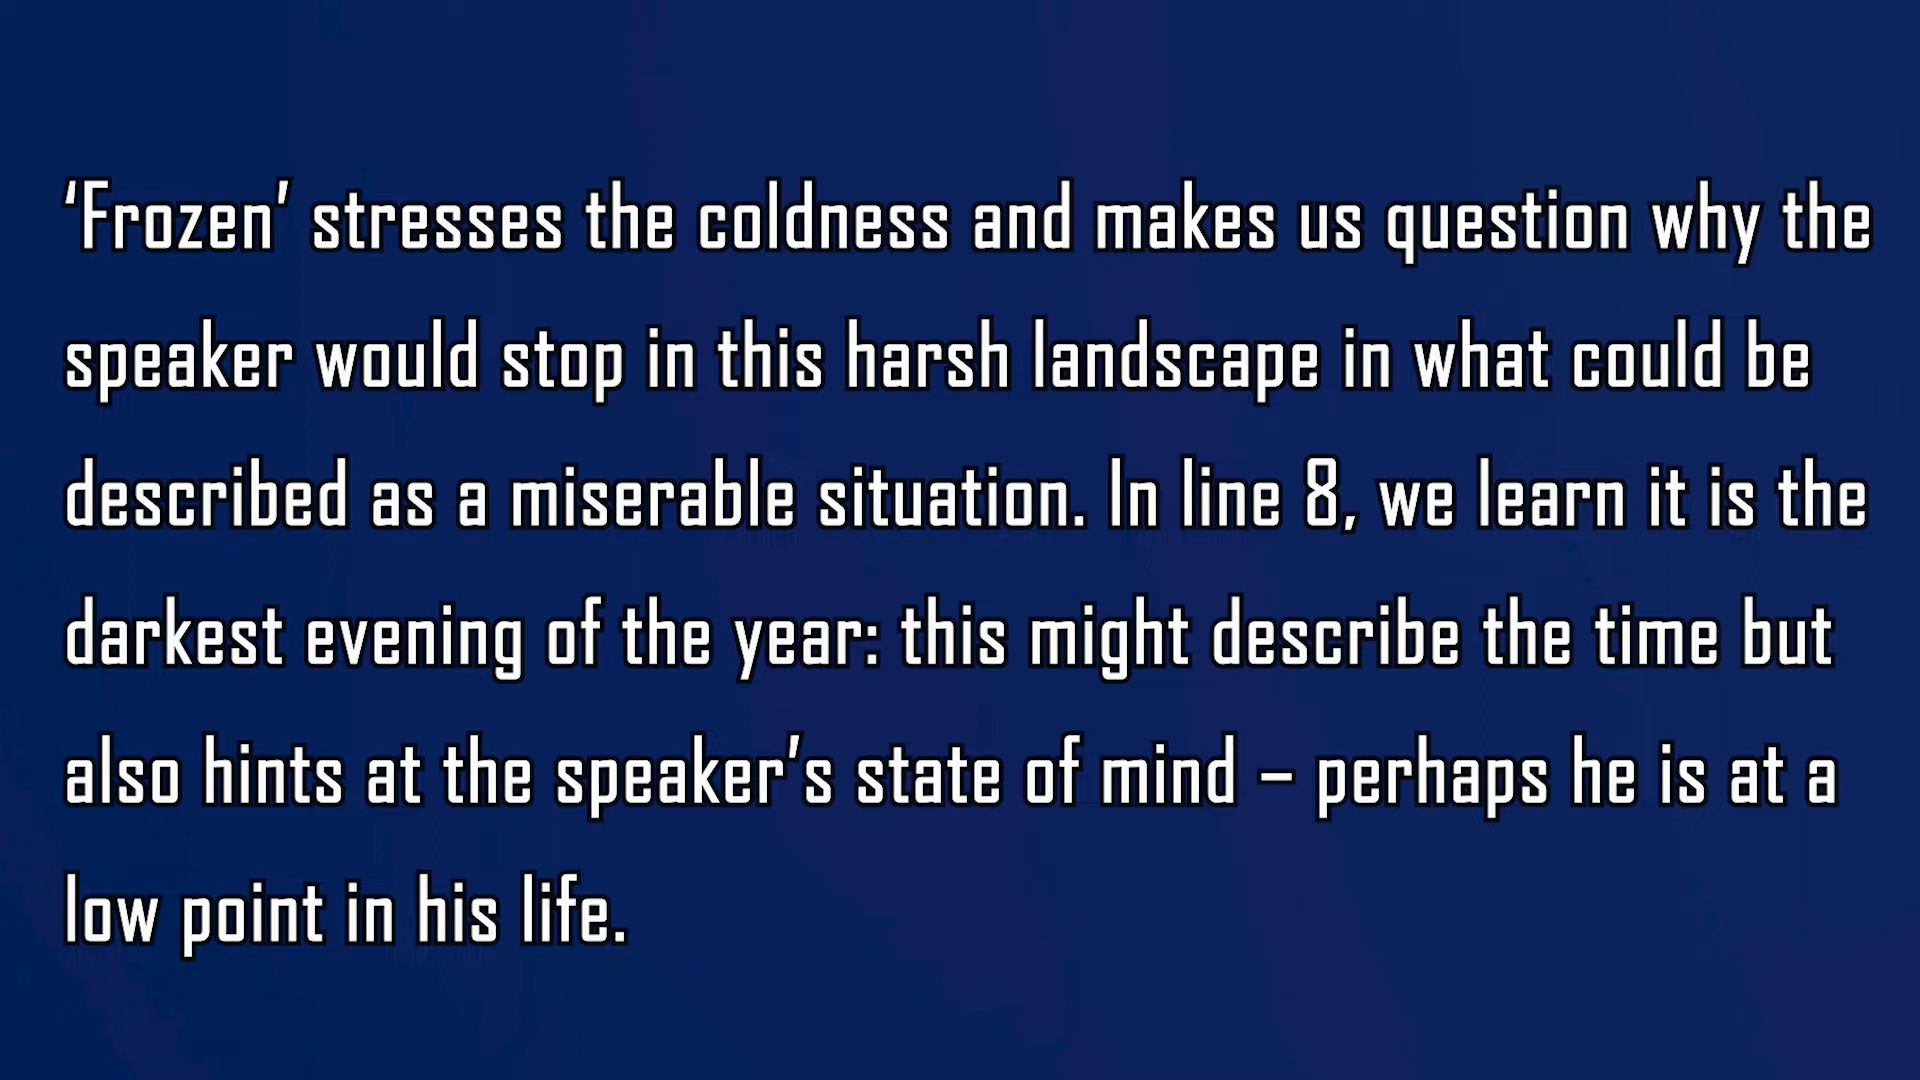 ‘Frozen’ stresses the coldness and makes us question why the
speaker would stop in this harsh landscape in what could be
described as a miserable situation. In line 8, we learn it is the
darkest evening of the year: this might describe the time but
also hints at the speaker’s state of mind – perhaps he is at a
low point in his life.